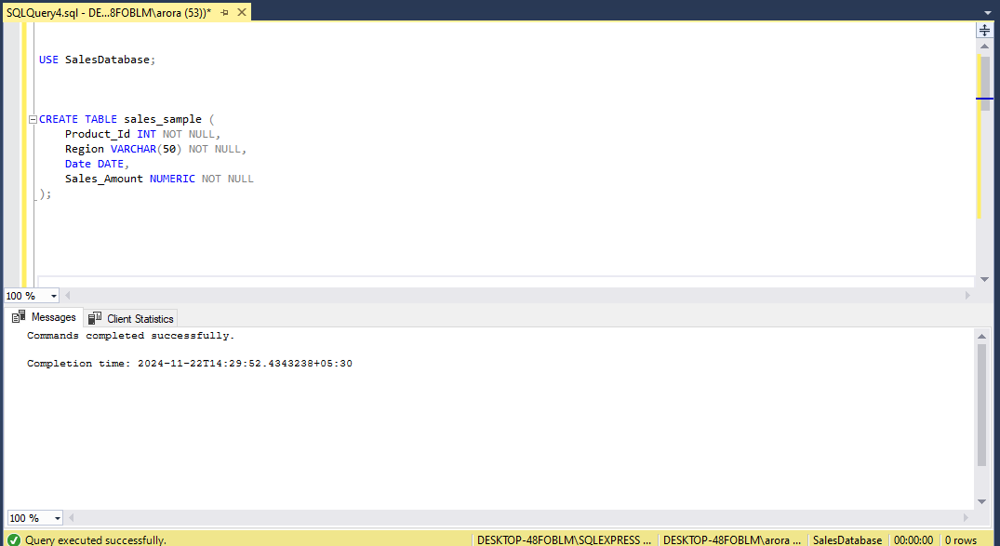 SQLQuery4.sql - DE...8FOBLM\arora (53))*
USE SalesDatabase;
CREATE TABLE sales_sample (
Product_Id INT NOT NULL,
Region VARCHAR(50) NOT NULL,
Date DATE,
Sales_Amount NUMERIC NOT NULL
);
100 %
Messages Client Statistics
Commands completed successfully.
Completion time: 2024-11-22T14:29:52.4343238+05:30
100 %
Query executed successfully. DESKTOP-48FOBLM\SQLEXPRESS ... DESKTOP-48FOBLM\arora ... SalesDatabase 00:00:00 0 rows